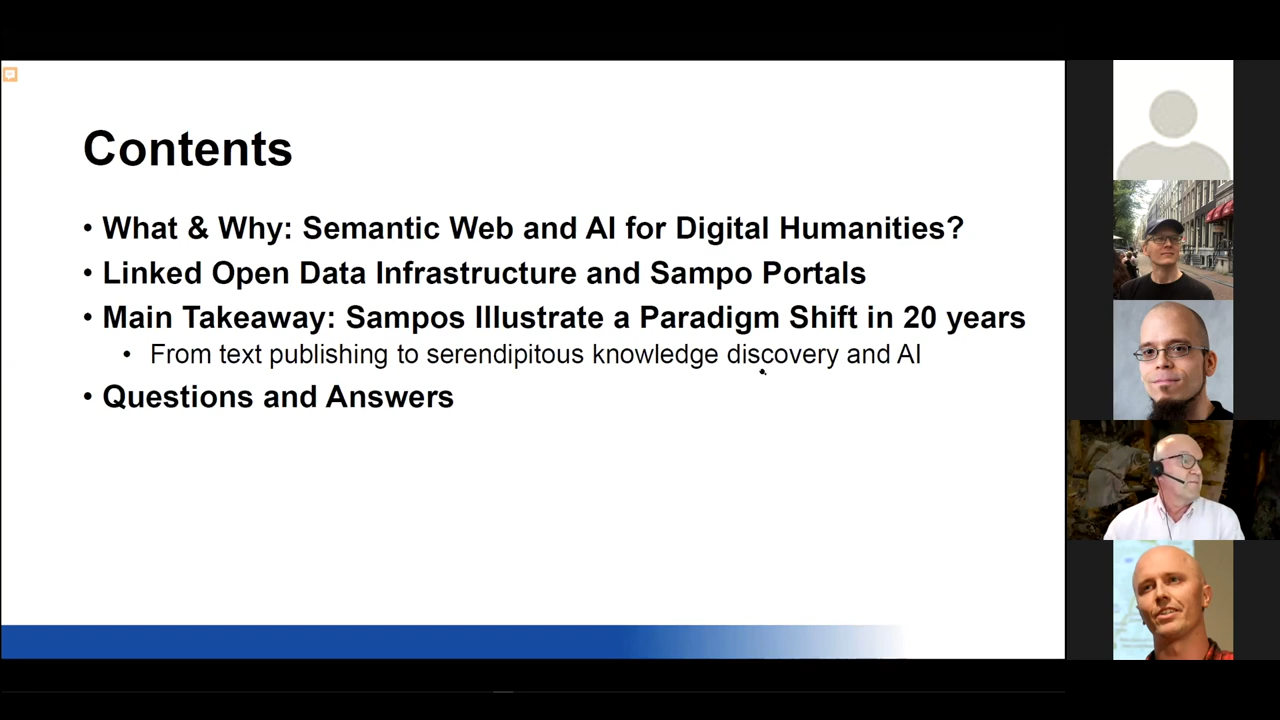 Contents
• What & Why: Semantic Web and AI for Digital Humanities?
• Linked Open Data Infrastructure and Sampo Portals
• Main Takeaway: Sampos Illustrate a Paradigm Shift in 20 years
• From text publishing to serendipitous knowledge discovery and AI
• Questions and Answers